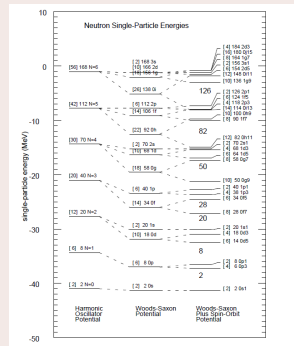 Neutron Single-Particle Energies
10
0
-10
-20
-30
-40
-50
single-particle energy (MeV)
[56] 168 N=6
[42] 112 N=5
[30] 70 N=4
[20] 40 N=3
[12] 20 N=2
[ 6] 8 N=1
[ 2] 2 N=0
[ 2] 168 3s
[10] 166 2d
[26] 138 0i
[ 6] 112 2p
[14] 106 1f
[22] 92 0h
[ 2] 70 2s
[10] 68 1d
[18] 58 0g
[ 6] 40 1p
[14] 34 0f
[ 2] 20 1s
[10] 18 0d
[ 6] 8 0p
[ 2] 2 0s
[ 4] 184 2d3
[16] 180 0j15
[ 8] 164 1g7
[ 2] 156 3s1
[ 6] 154 2d5
[12] 148 0i11
[10] 136 1g9
126
[ 2] 126 2p1
[ 6] 124 1f5
[ 4] 118 2p3
[14] 114 0i13
[10] 100 0h9
[ 8] 90 1f7
82
[12] 82 0h11
[ 2] 70 2s1
[ 4] 68 1d3
[ 6] 64 1d5
[ 8] 58 0g7
50
[10] 50 0g9
[ 2] 40 1p1
[ 4] 38 1p3
[ 6] 34 0f5
28
[ 8] 28 0f7
20
[ 2] 20 1s1
[ 4] 18 0d3
[ 6] 14 0d5
8
[ 2] 8 0p1
[ 4] 6 0p3
2
[ 2] 2 0s1
Harmonic
Oscillator
Potential
Woods-Saxon
Potential
Woods-Saxon
Plus Spin-Orbit
Potential